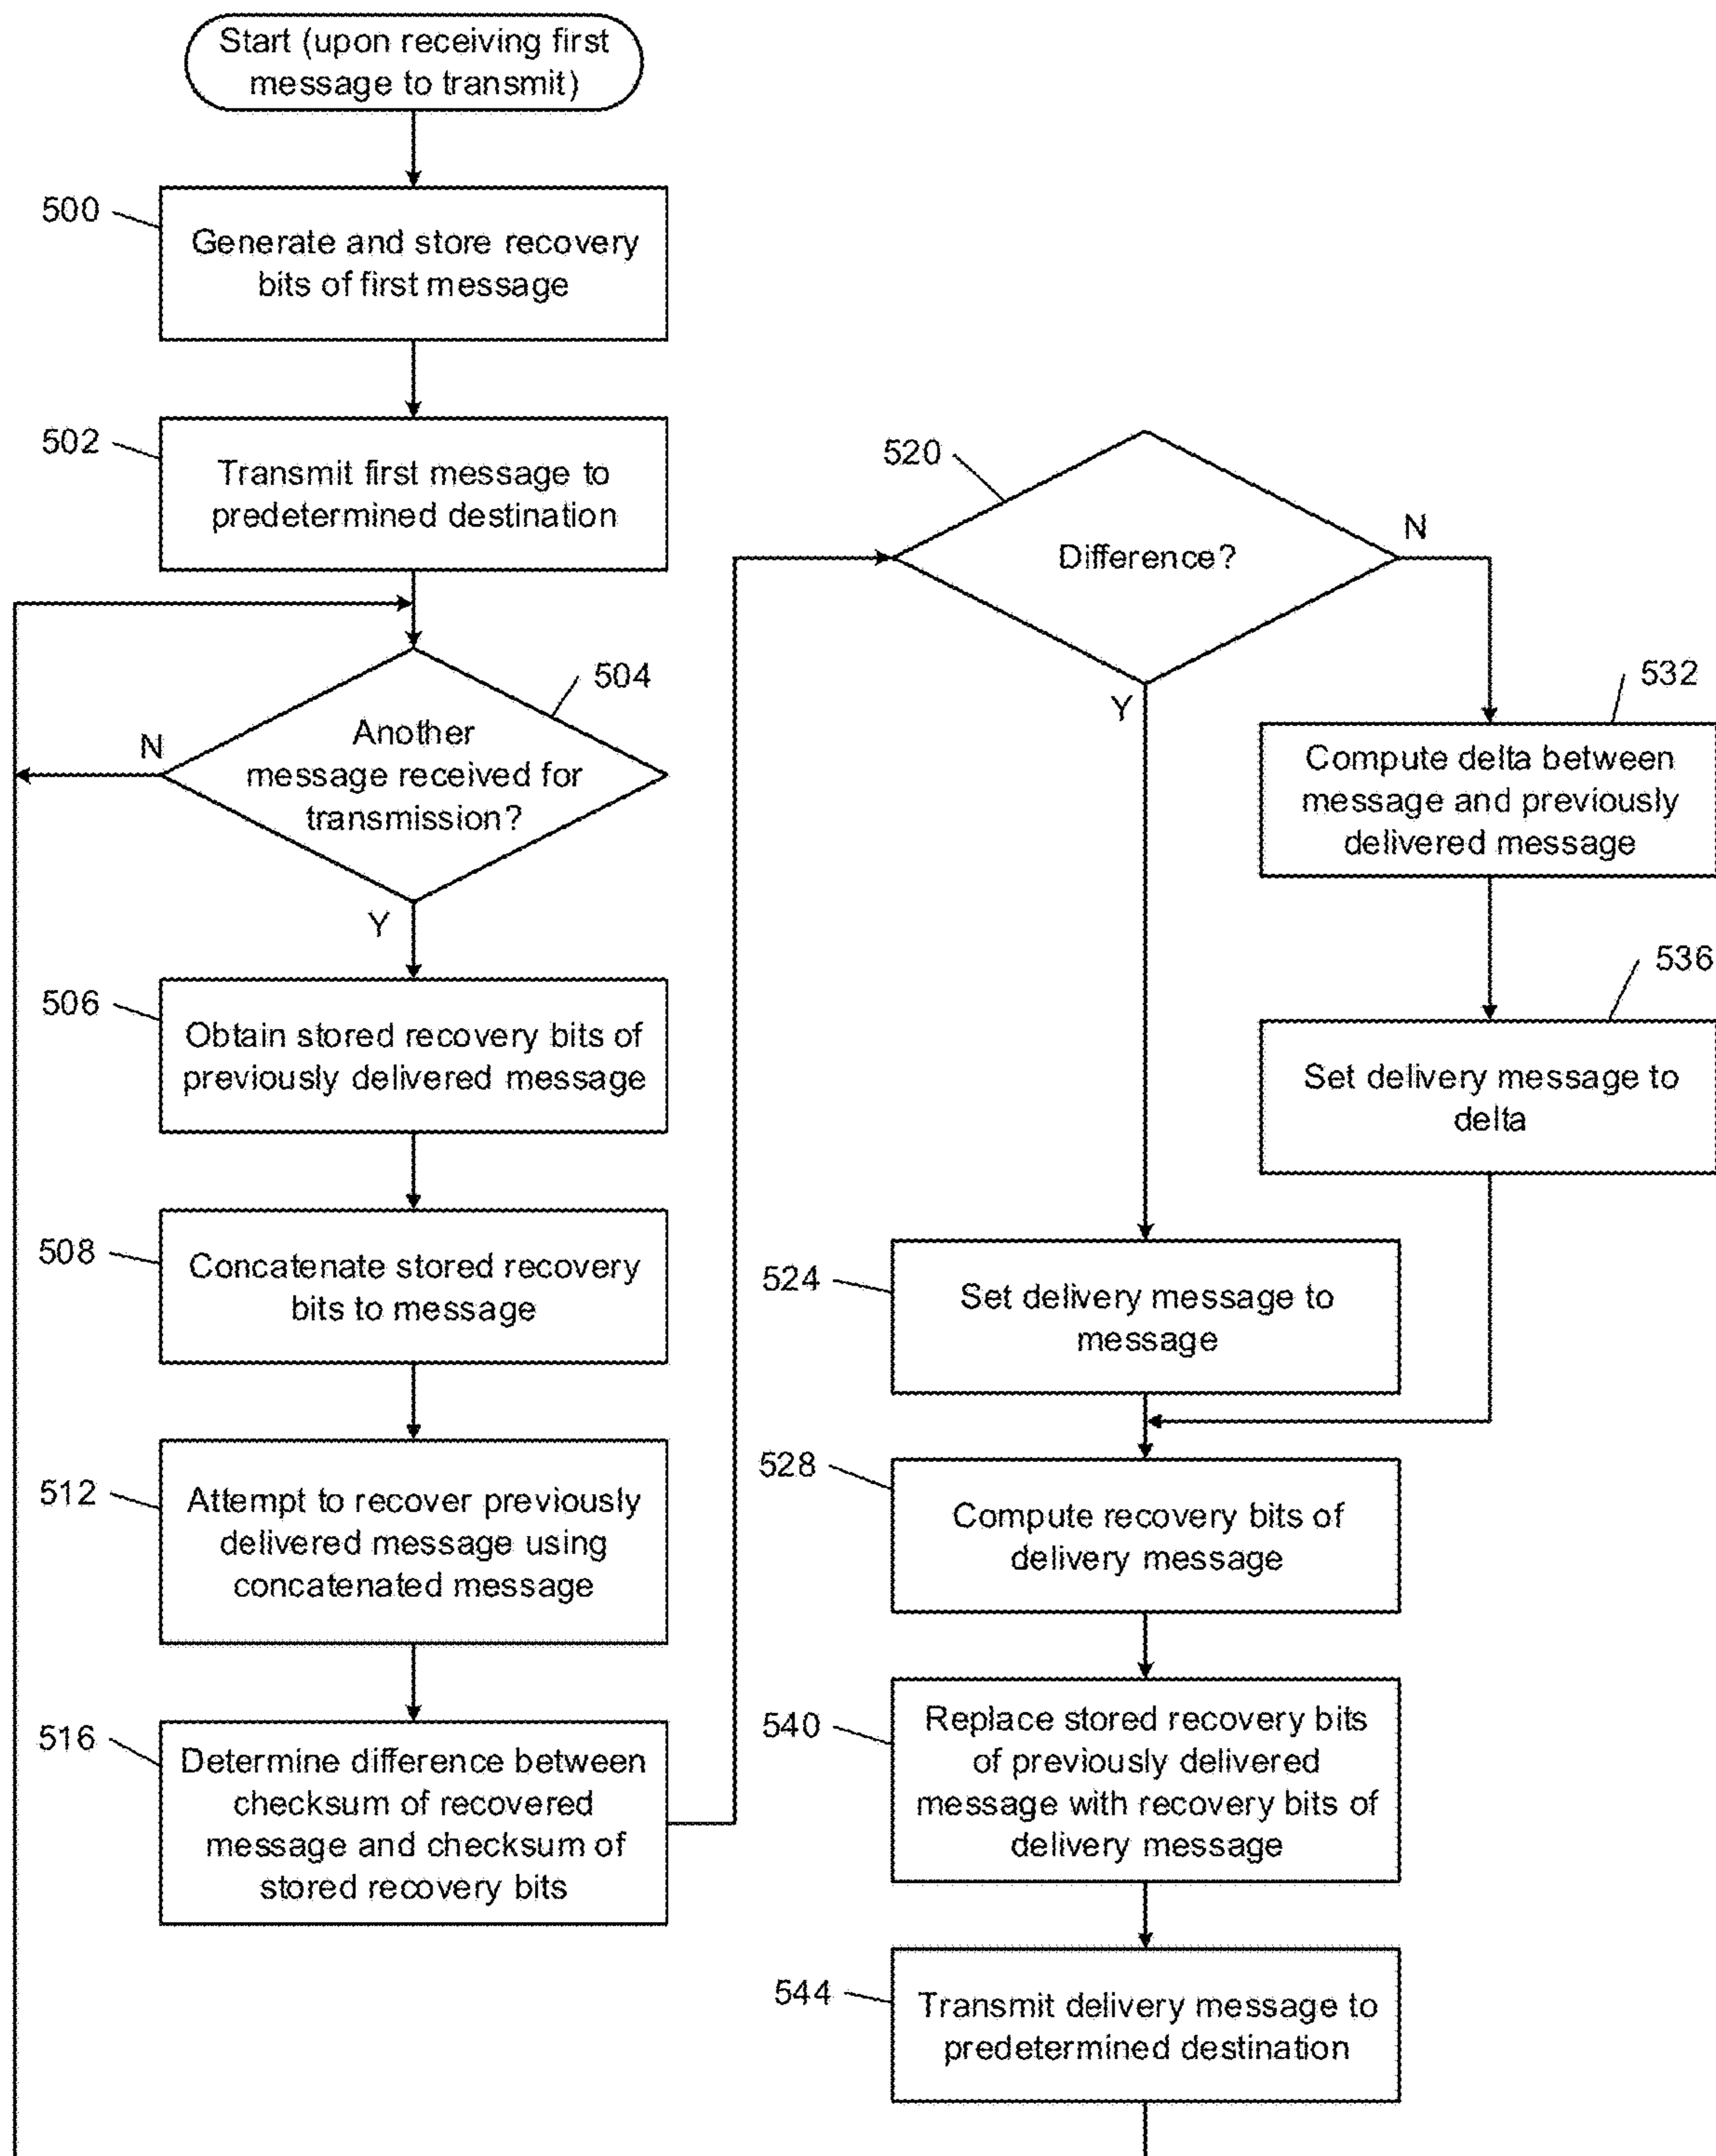 Start (upon receiving first
message to transmit)
500
Generate and store recovery
bits of first message
502
Transmit first message to
predetermined destination
504
Another
message received for
transmission?
N
Y
506
Obtain stored recovery bits of
previously delivered message
508
Concatenate stored recovery
bits to message
512
Attempt to recover previously
delivered message using
concatenated message
516
Determine difference between
checksum of recovered
message and checksum of
stored recovery bits
520
Difference?
N
Y
532
Compute delta between
message and previously
delivered message
536
Set delivery message to
delta
524
Set delivery message to
message
528
Compute recovery bits of
delivery message
540
Replace stored recovery bits
of previously delivered
message with recovery bits of
delivery message
544
Transmit delivery message to
predetermined destination